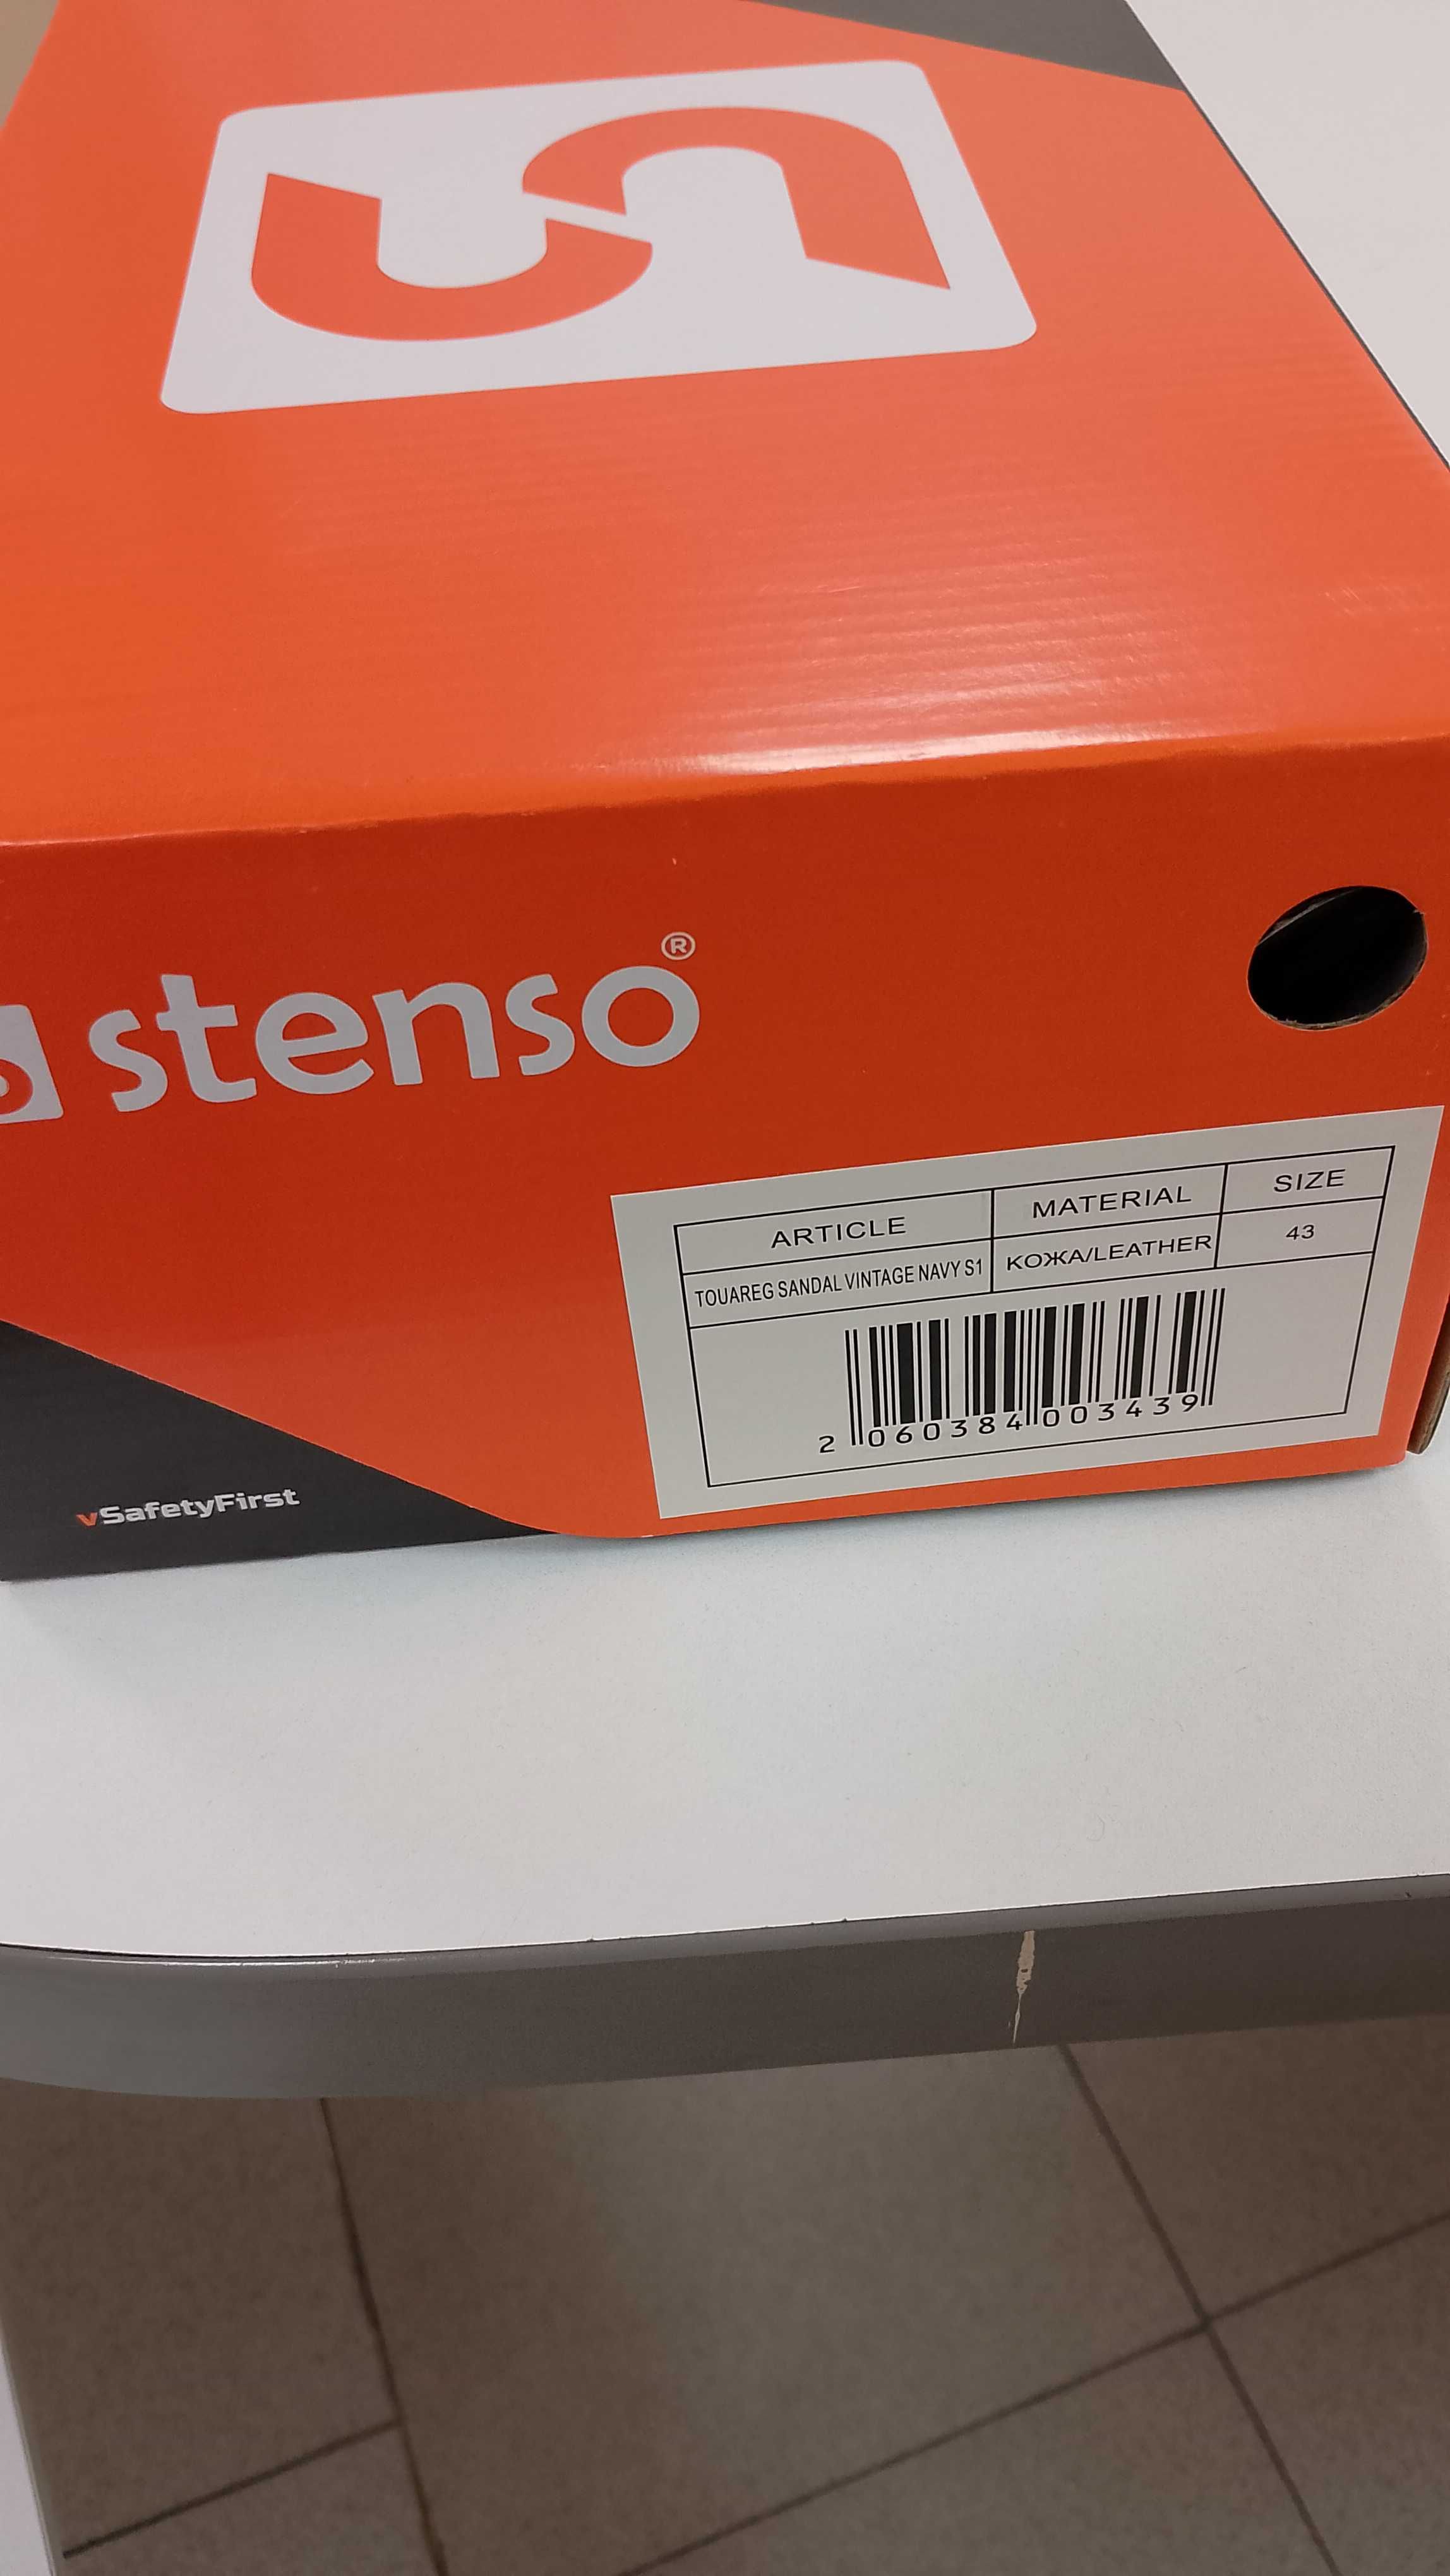 stenso®
ARTICLE MATERIAL SIZE
TOUAREG SANDAL VINTAGE NAVY S1 КОЖА/LEATHER 43
2 060384 003439
vSafetyFirst